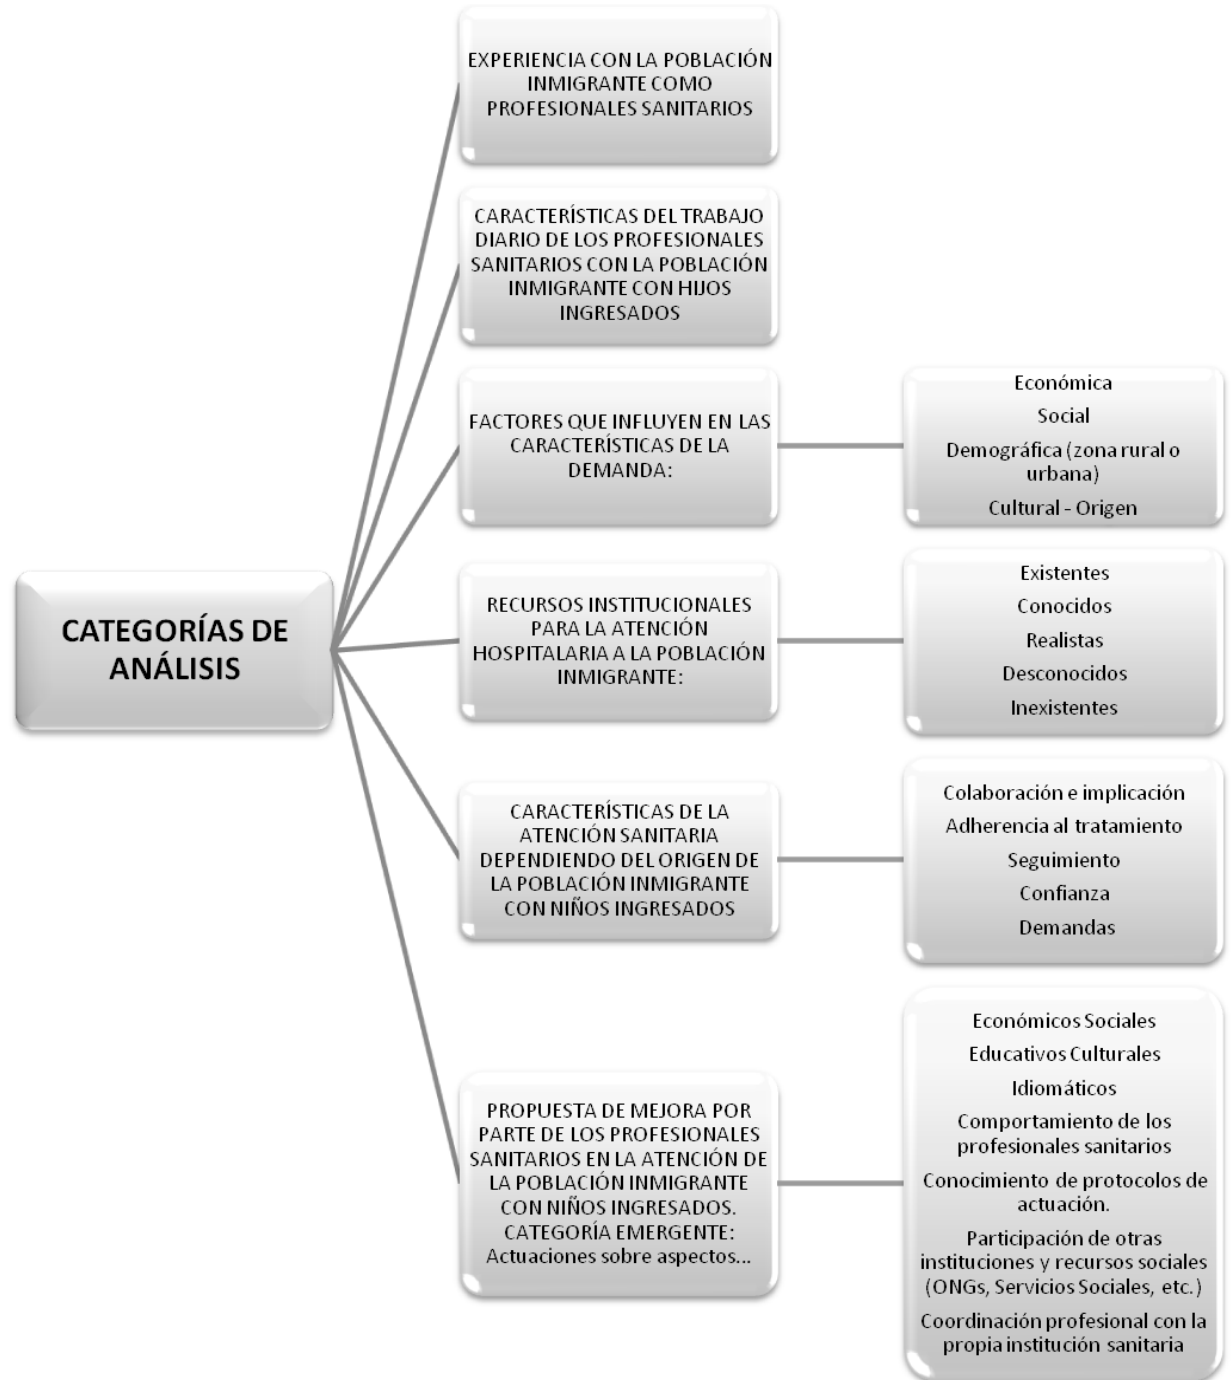 CATEGORÍAS DE
ANÁLISIS
EXPERIENCIA CON LA POBLACIÓN
INMIGRANTE COMO
PROFESIONALES SANITARIOS
CARACTERÍSTICAS DEL TRABAJO
DIARIO DE LOS PROFESIONALES
SANITARIOS CON LA POBLACIÓN
INMIGRANTE CON HIJOS
INGRESADOS
FACTORES QUE INFLUYEN EN LAS
CARACTERÍSTICAS DE LA
DEMANDA:
Económica
Social
Demográfica (zona rural o
urbana)
Cultural - Origen
RECURSOS INSTITUCIONALES
PARA LA ATENCIÓN
HOSPITALARIA A LA POBLACIÓN
INMIGRANTE:
Existentes
Conocidos
Realistas
Desconocidos
Inexistentes
CARACTERÍSTICAS DE LA
ATENCIÓN SANITARIA
DEPENDIENDO DEL ORIGEN DE
LA POBLACIÓN INMIGRANTE
CON NIÑOS INGRESADOS
Colaboración e implicación
Adherencia al tratamiento
Seguimiento
Confianza
Demandas
PROPUESTA DE MEJORA POR
PARTE DE LOS PROFESIONALES
SANITARIOS EN LA ATENCIÓN DE
LA POBLACIÓN INMIGRANTE
CON NIÑOS INGRESADOS.
CATEGORÍA EMERGENTE:
Actuaciones sobre aspectos...
Económicos Sociales
Educativos Culturales
Idiomáticos
Comportamiento de los
profesionales sanitarios
Conocimiento de protocolos de
actuación.
Participación de otras
instituciones y recursos sociales
(ONGs, Servicios Sociales, etc.)
Coordinación profesional con la
propia institución sanitaria